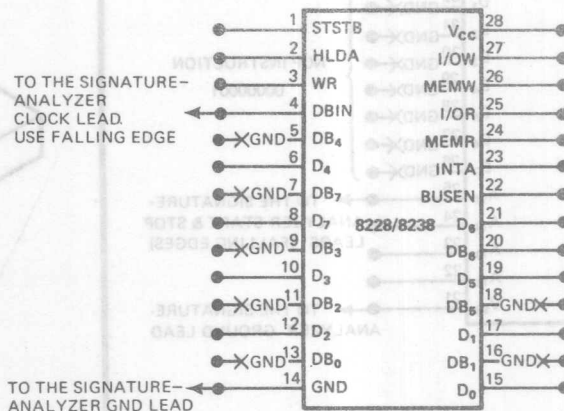 1 STSTB VCC 28
2 HLDA I/OW 27
TO THE SIGNATURE-
ANALYZER
CLOCK LEAD.
USE FALLING EDGE
3 WR MEMW 26
4 DBIN I/OR 25
GND 5 DB4 MEMR 24
6 D4 INTA 23
GND 7 DB7 BUSEN 22
8 D7 8228/8238 D6 21
GND 9 DB3 DB6 20
10 D3 D5 19
GND 11 DB2 DB5 18 GND
12 D2 D1 17
GND 13 DB0 DB1 16 GND
14 GND D0 15
TO THE SIGNATURE-
ANALYZER GND LEAD